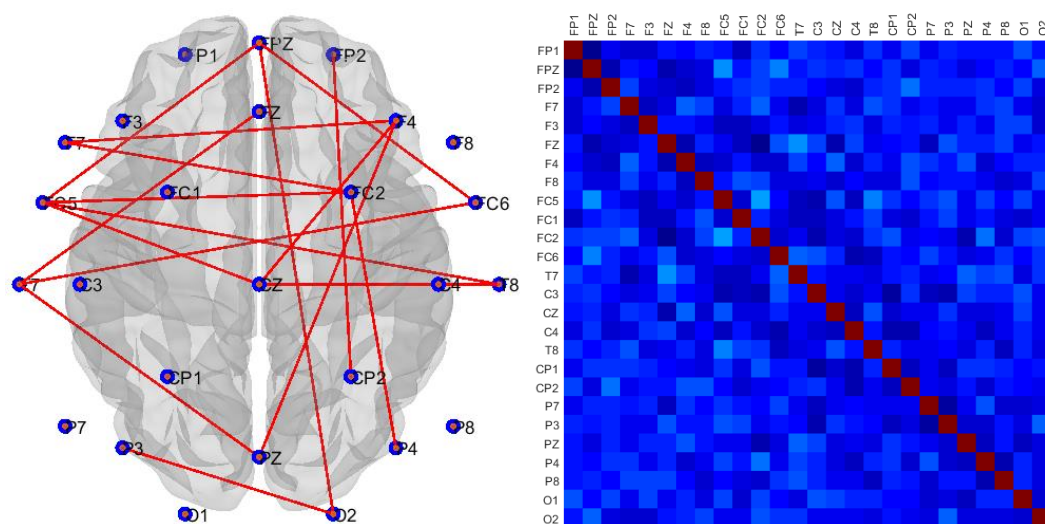 FP1 FPZ FP2
F7 F3 FZ F4 F8
FC5 FC1 FC2 FC6
T7 C3 CZ C4 T8
CP1 CP2
P7 P3 PZ P4 P8
O1 O2
FP1 FPZ FP2 F7 F3 FZ F4 F8 FC5 FC1 FC2 FC6 T7 C3 CZ C4 T8 CP1 CP2 P7 P3 PZ P4 P8 O1 O2
FP1
FPZ
FP2
F7
F3
FZ
F4
F8
FC5
FC1
FC2
FC6
T7
C3
CZ
C4
T8
CP1
CP2
P7
P3
PZ
P4
P8
O1
O2